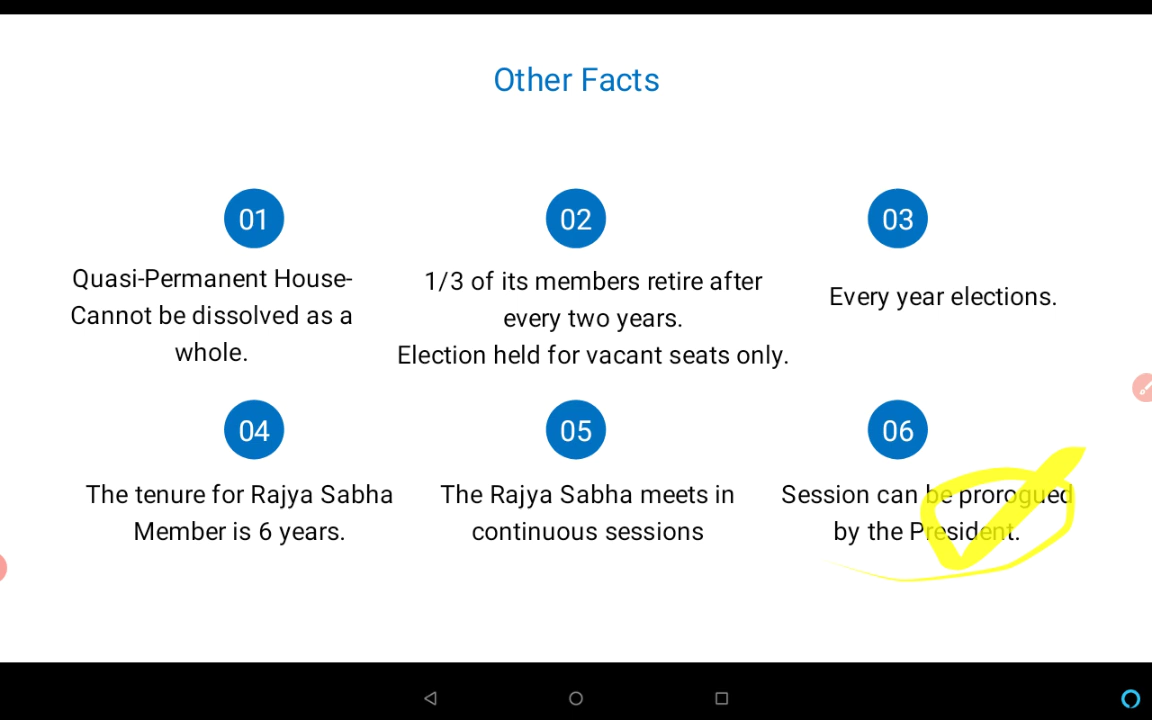 Other Facts
01
Quasi-Permanent House-
Cannot be dissolved as a
whole.
02
1/3 of its members retire after
every two years.
Election held for vacant seats only.
03
Every year elections.
04
The tenure for Rajya Sabha
Member is 6 years.
05
The Rajya Sabha meets in
continuous sessions
06
Session can be prorogued
by the President.